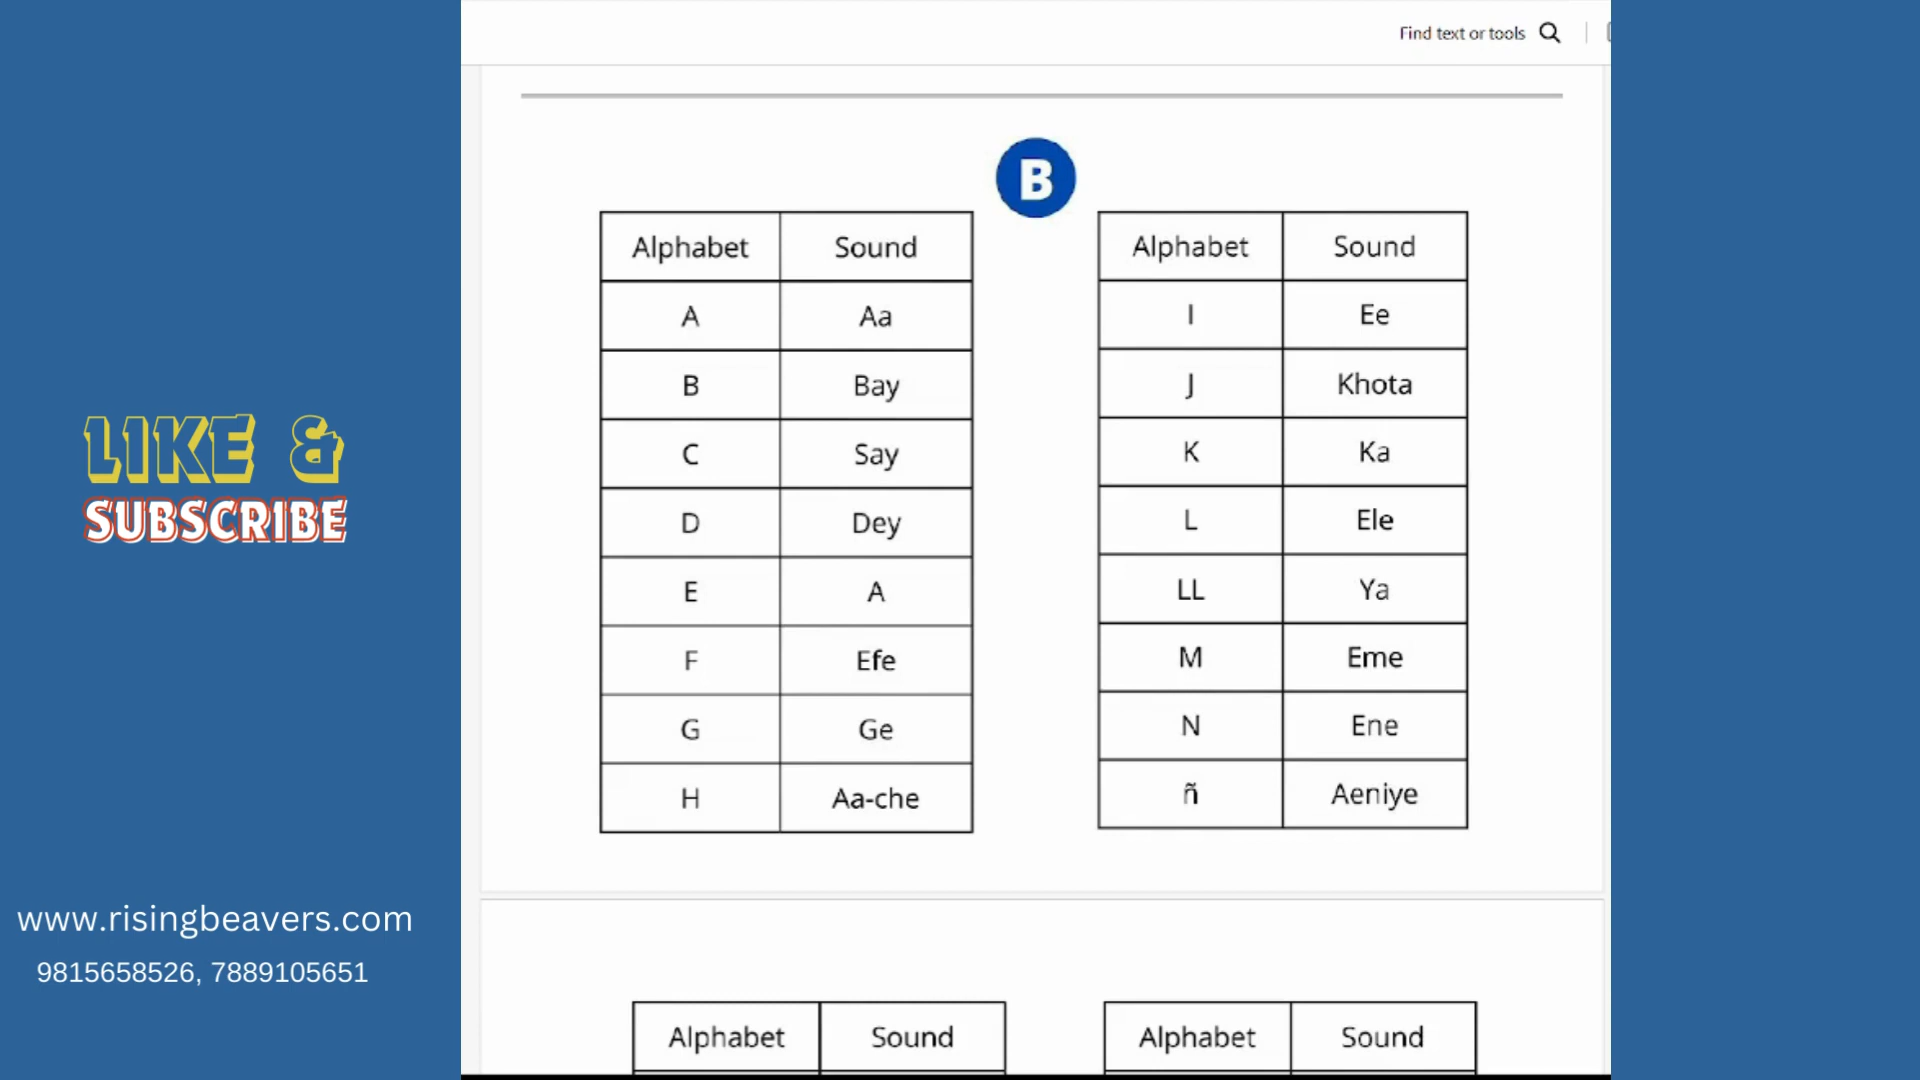 Find text or tools
B
Alphabet Sound
A Aa
B Bay
C Say
D Dey
E A
F Efe
G Ge
H Aa-che
Alphabet Sound
I Ee
J Khota
K Ka
L Ele
LL Ya
M Eme
N Ene
ñ Aeniye
LIKE &
SUBSCRIBE
www.risingbeavers.com
9815658526, 7889105651
Alphabet Sound
Alphabet Sound